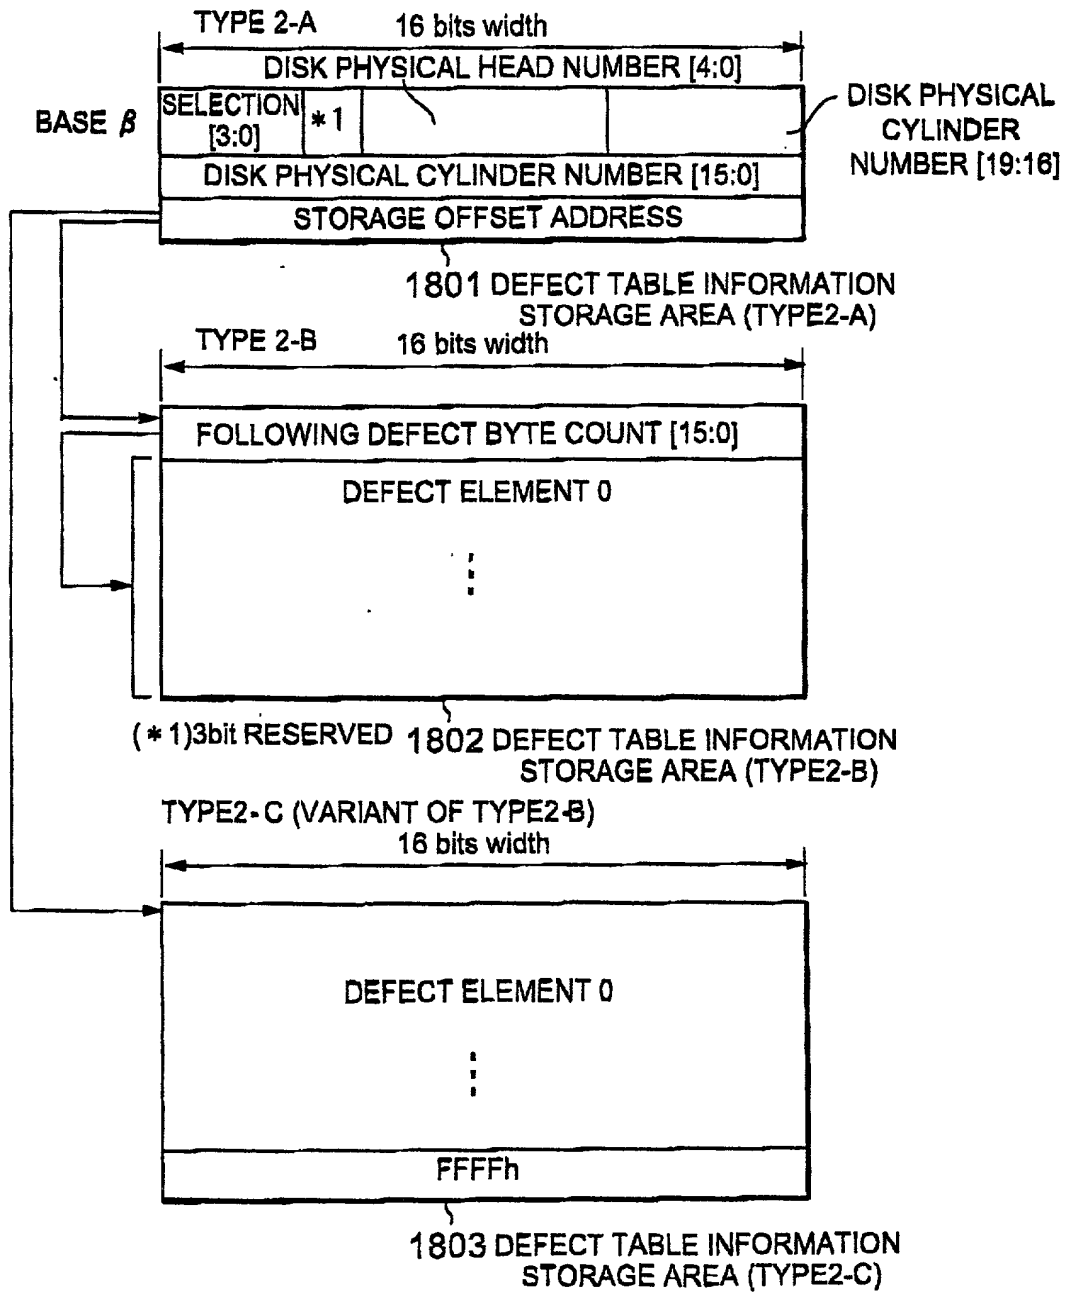 TYPE 2-A
16 bits width
DISK PHYSICAL HEAD NUMBER [4:0]
BASE β
SELECTION
[3:0]
*1
DISK PHYSICAL
CYLINDER
NUMBER [19:16]
DISK PHYSICAL CYLINDER NUMBER [15:0]
STORAGE OFFSET ADDRESS
1801 DEFECT TABLE INFORMATION
STORAGE AREA (TYPE2-A)
TYPE 2-B
16 bits width
FOLLOWING DEFECT BYTE COUNT [15:0]
DEFECT ELEMENT 0
(*1)3bit RESERVED
1802 DEFECT TABLE INFORMATION
STORAGE AREA (TYPE2-B)
TYPE2-C (VARIANT OF TYPE2-B)
16 bits width
DEFECT ELEMENT 0
FFFFh
1803 DEFECT TABLE INFORMATION
STORAGE AREA (TYPE2-C)